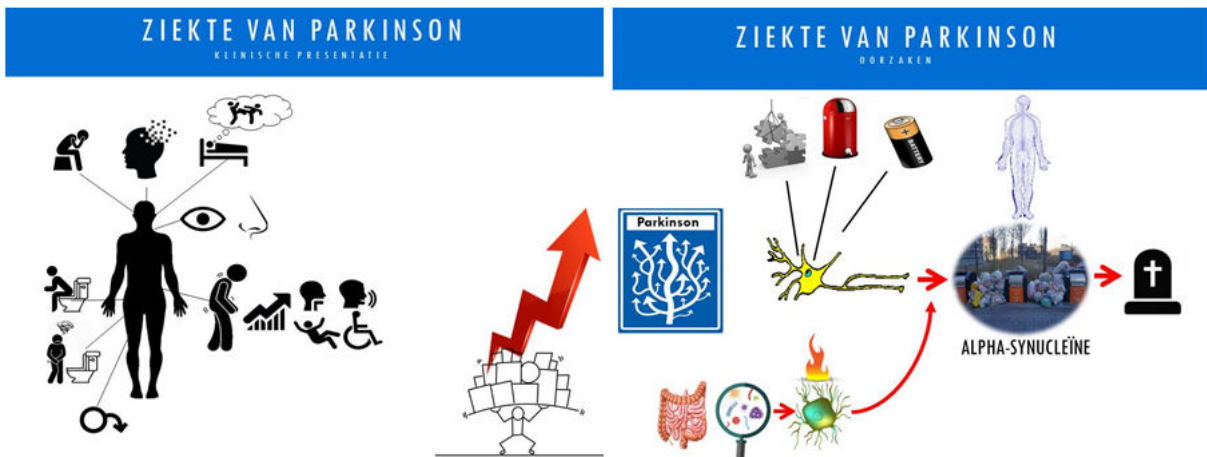 ZIEKTE VAN PARKINSON
KLINISCHE PRESENTATIE
ZIEKTE VAN PARKINSON
OORZAKEN
BATTERY
Parkinson
ALPHA-SYNUCLEÏNE